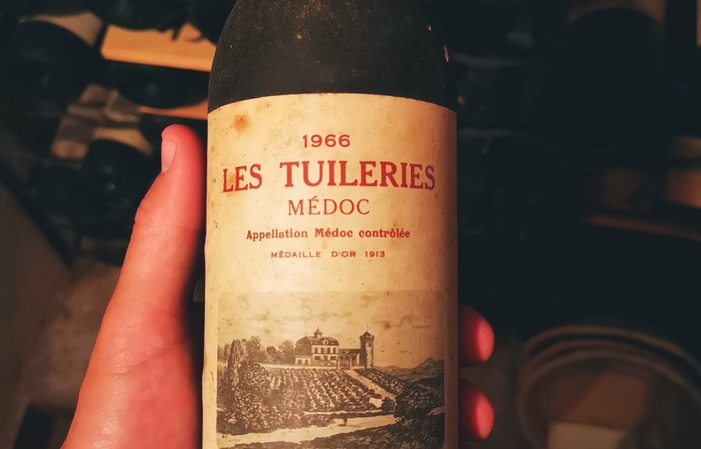 1966
LES TUILERIES
MÉDOC
Appellation Médoc contrôlée
MÉDAILLE D'OR 1913